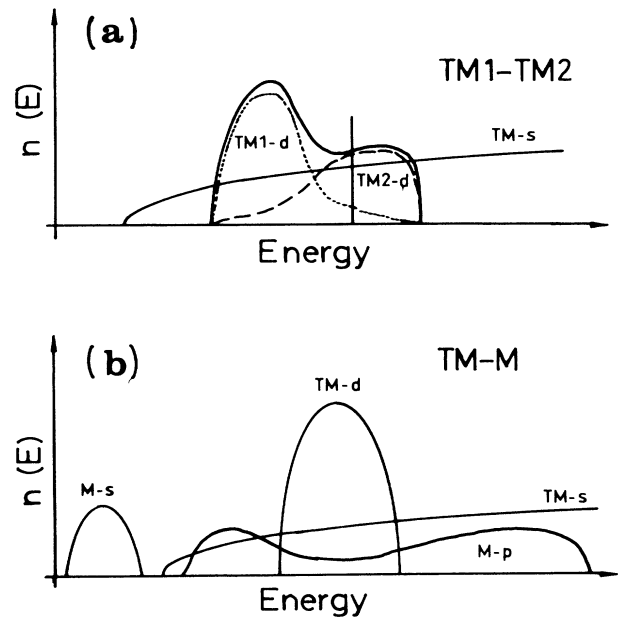 (a)
TM1-TM2
n (E)
TM1-d
TM-s
TM2-d
Energy
(b)
TM-M
n (E)
TM-d
M-s
TM-s
M-p
Energy